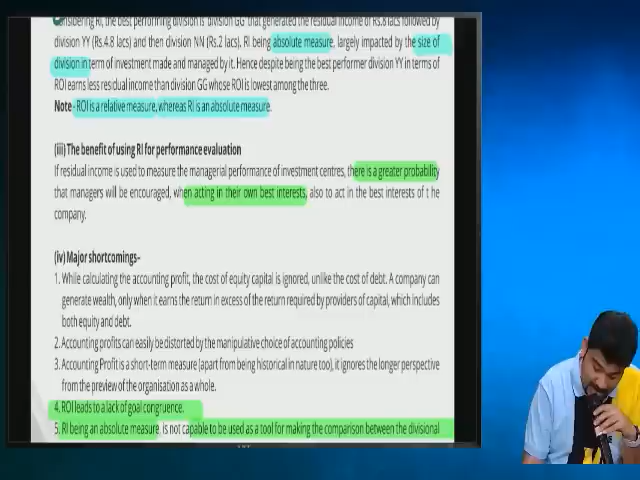 Considering RI, the best performing division is division GG that generated the residual income of Rs.8 lacs followed by
division YY (Rs.4.8 lacs) and then division NN (Rs.2 lacs). RI being absolute measure, largely impacted by the size of
division in term of investment made and managed by it. Hence despite being the best performer division YY in terms of
ROI earns less residual income than division GG whose ROI is lowest among the three.
Note - ROI is a relative measure, whereas RI is an absolute measure.
(iii) The benefit of using RI for performance evaluation
If residual income is used to measure the managerial performance of investment centres, there is a greater probability
that managers will be encouraged, when acting in their own best interests, also to act in the best interests of t he
company.
(iv) Major shortcomings-
1. While calculating the accounting profit, the cost of equity capital is ignored, unlike the cost of debt. A company can
generate wealth, only when it earns the return in excess of the return required by providers of capital, which includes
both equity and debt.
2. Accounting profits can easily be distorted by the manipulative choice of accounting policies
3. Accounting Profit is a short-term measure (apart from being historical in nature too), it ignores the longer perspective
from the preview of the organisation as a whole.
4. ROI leads to a lack of goal congruence.
5. RI being an absolute measure, is not capable to be used as a tool for making the comparison between the divisional